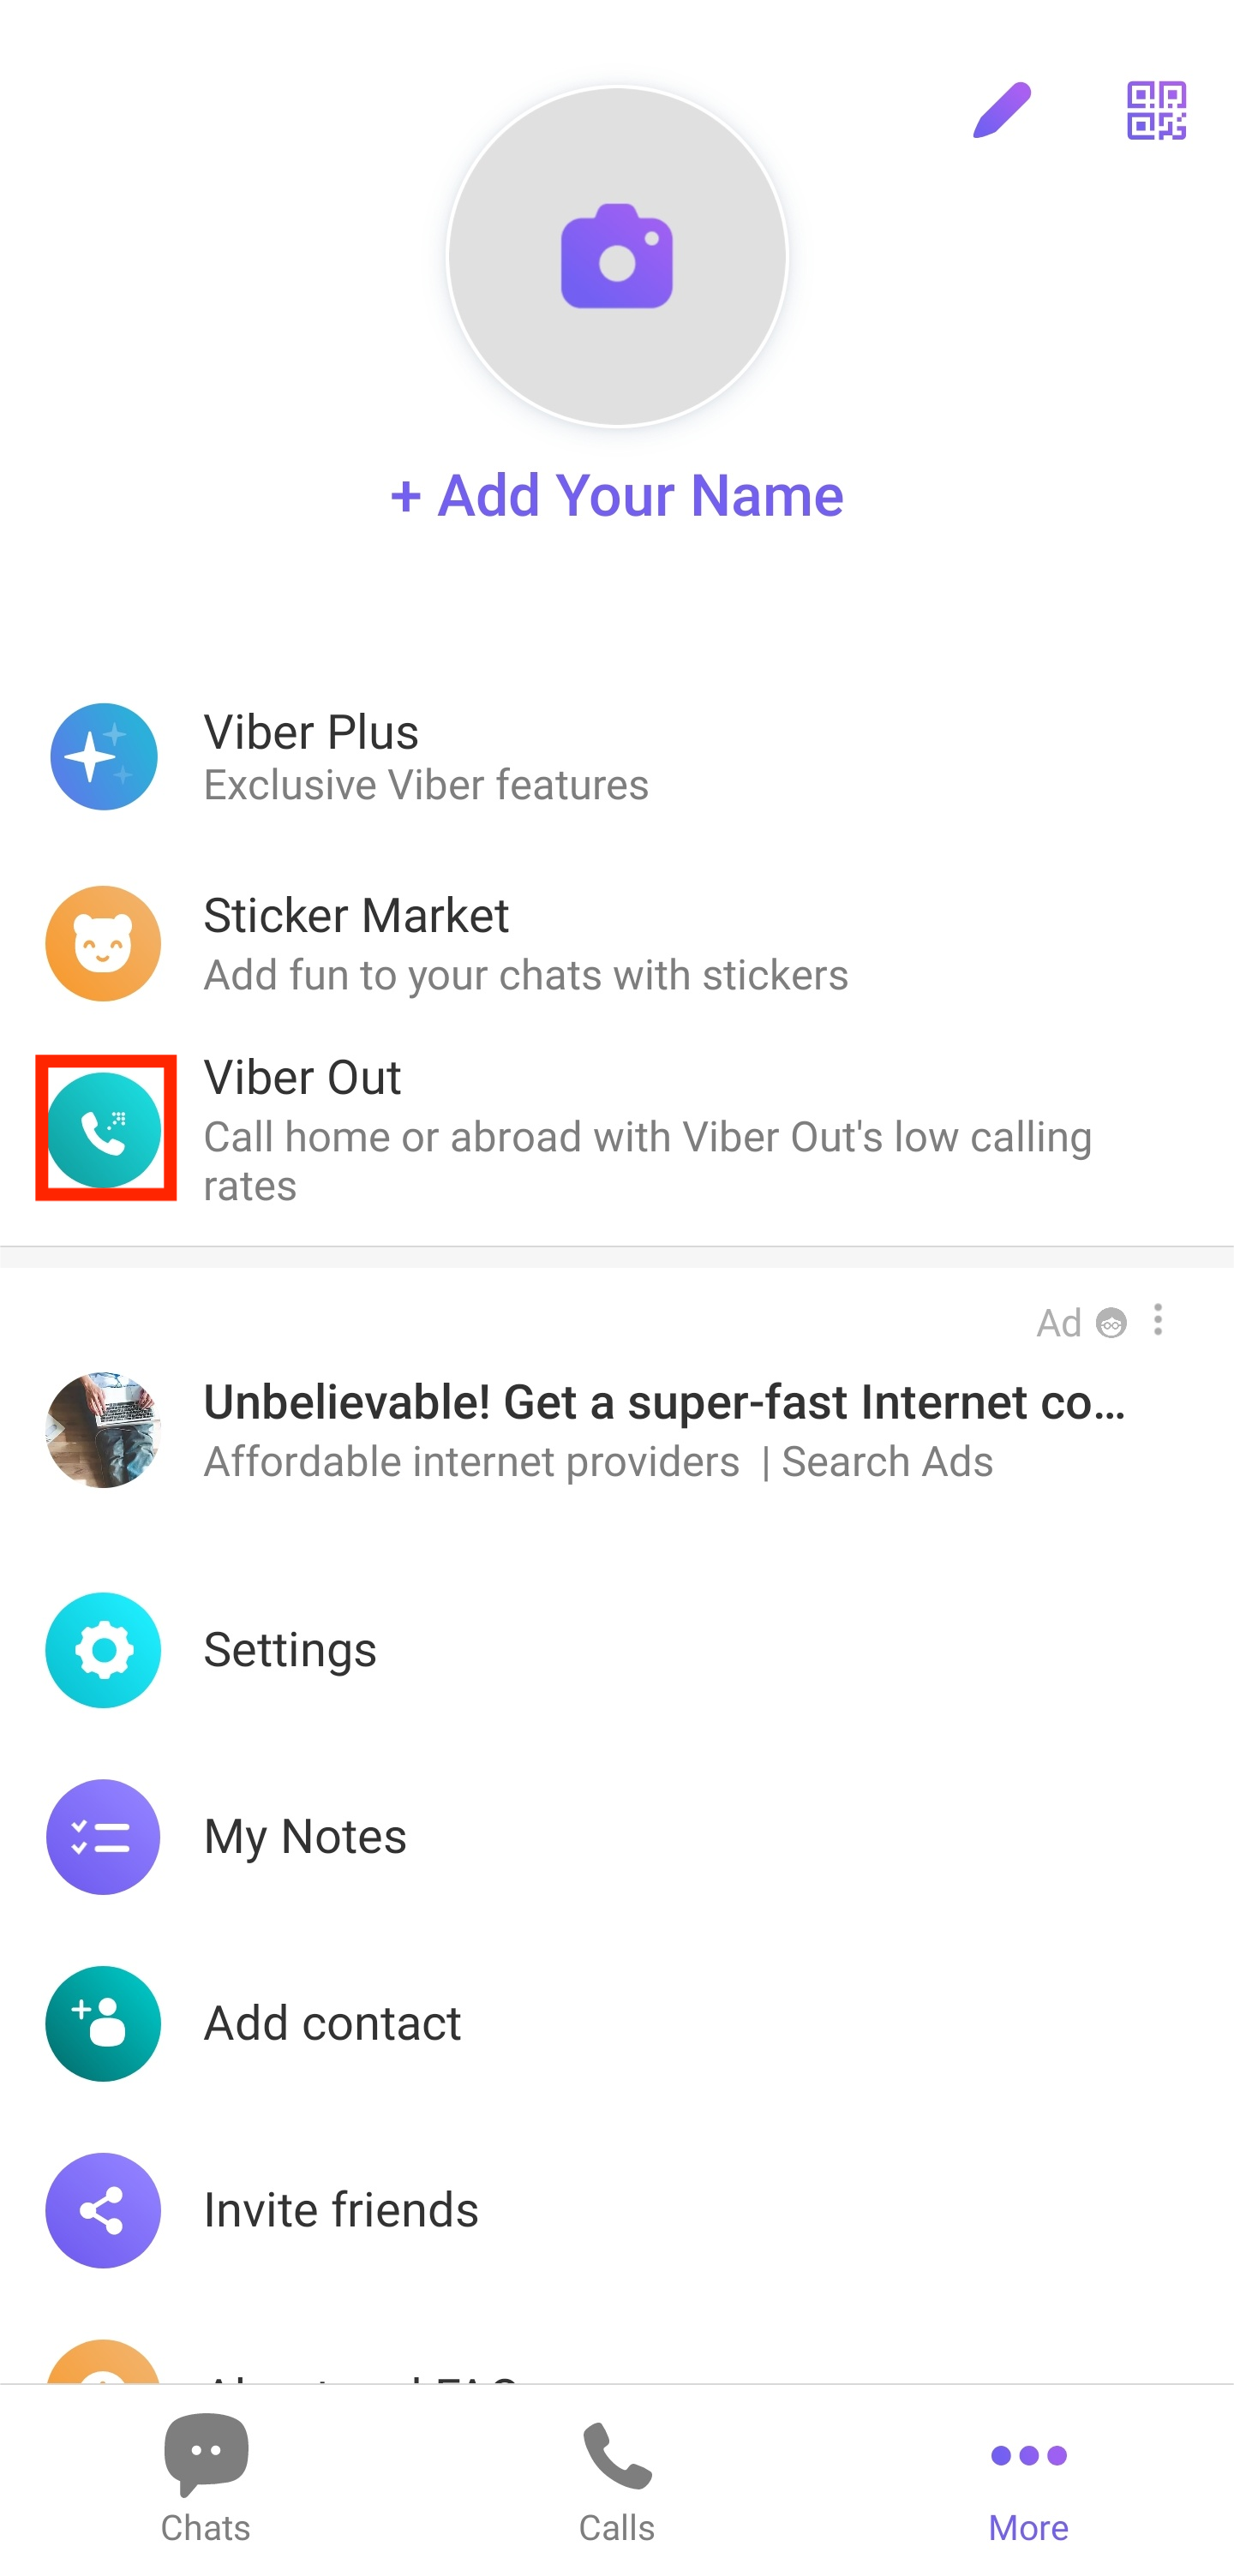 + Add Your Name
Viber Plus
Exclusive Viber features
Sticker Market
Add fun to your chats with stickers
Viber Out
Call home or abroad with Viber Out's low calling
rates
Ad
Unbelievable! Get a super-fast Internet co...
Affordable internet providers | Search Ads
Settings
My Notes
Add contact
Invite friends
Chats
Calls
More